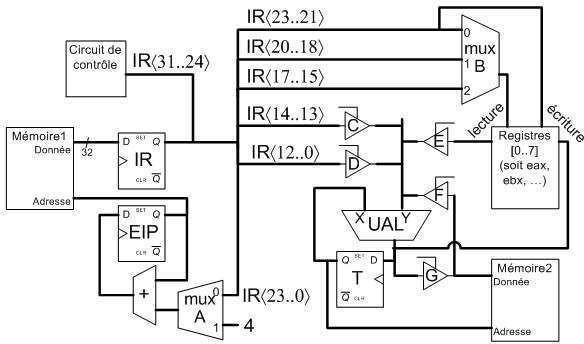 IR⟨23..21⟩
Circuit de
contrôle
IR⟨31..24⟩
IR⟨20..18⟩
IR⟨17..15⟩
0
mux
1
B
2
lecture
écriture
IR⟨14..13⟩
C
IR⟨12..0⟩
D
E
F
Registres
[0..7]
(soit eax,
ebx, ...)
Mémoire1
Donnée
32
Adresse
D SET Q
IR
CLR Q
D SET Q
EIP
CLR Q
X Y
UAL
Q SET D
T
Q CLR
G
Mémoire2
Donnée
Adresse
+
mux
A
0
1
IR⟨23..0⟩
4